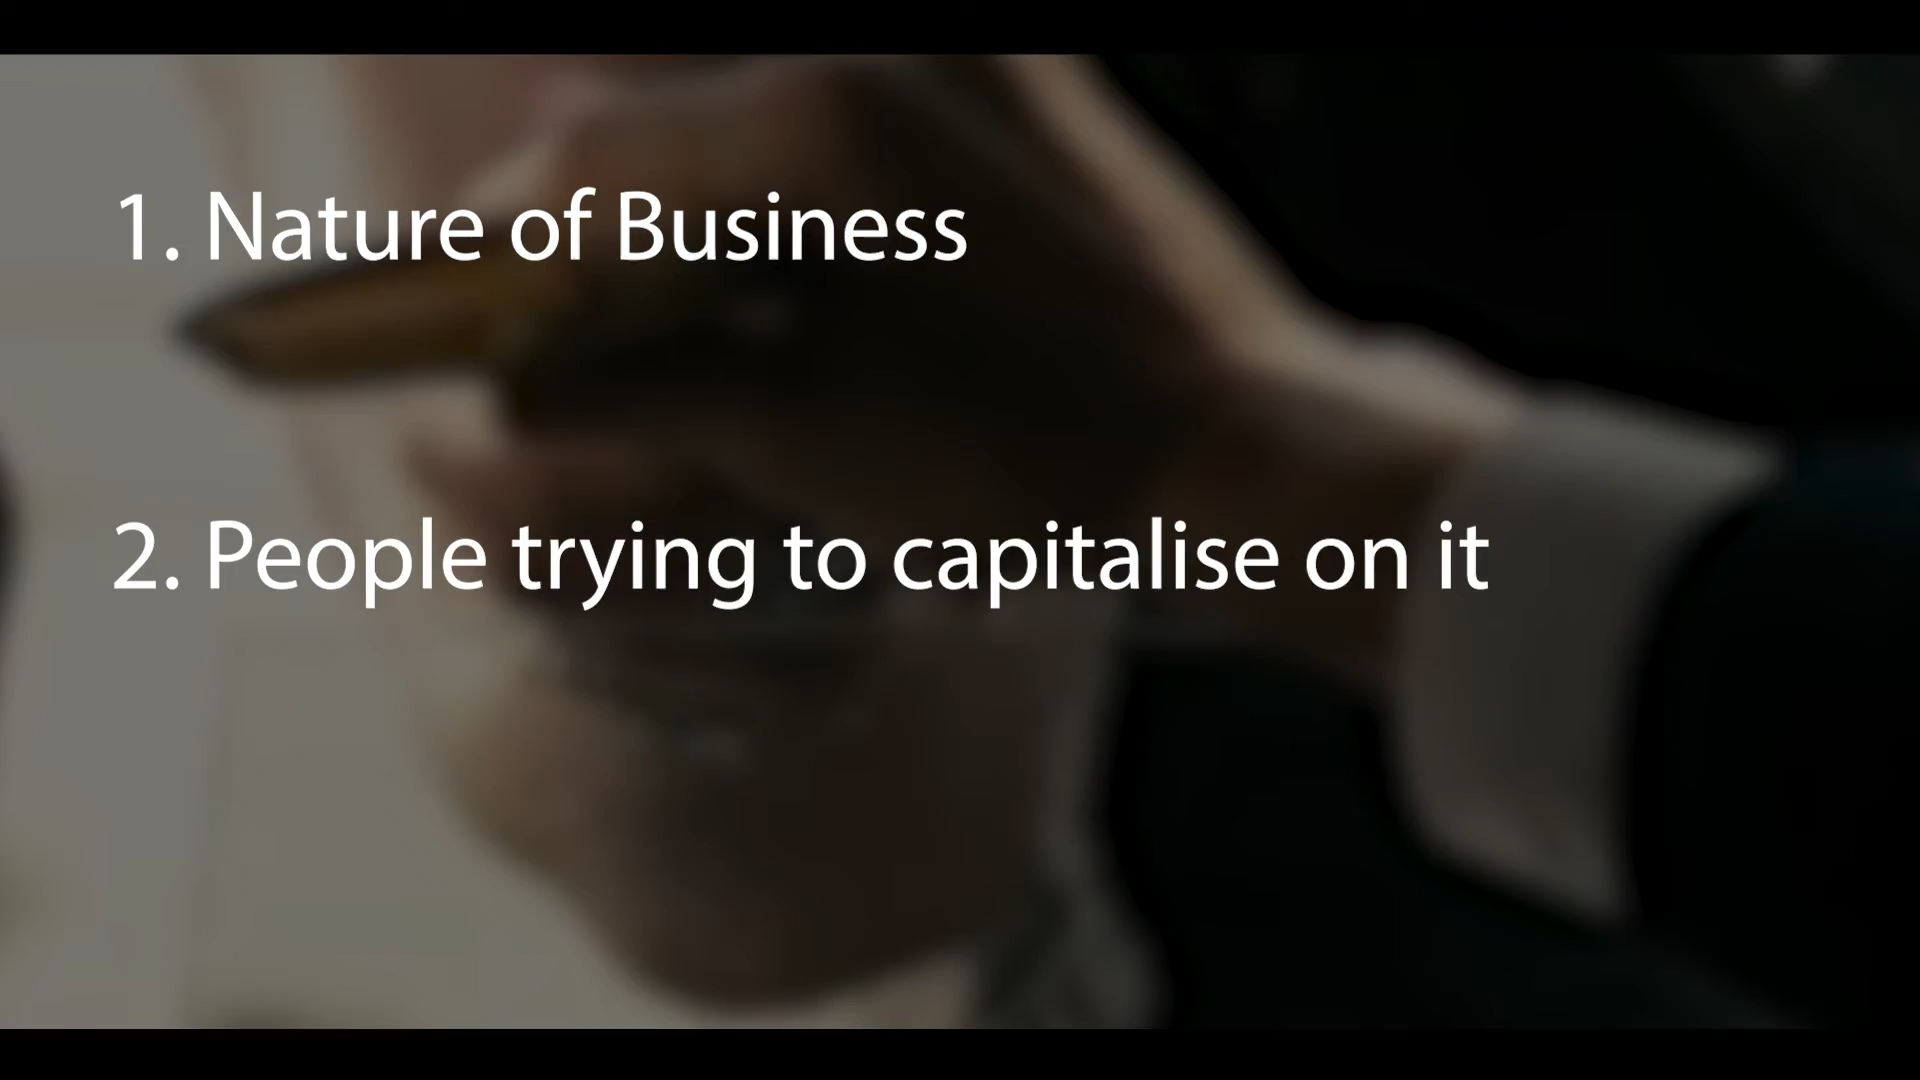 1. Nature of Business
2. People trying to capitalise on it